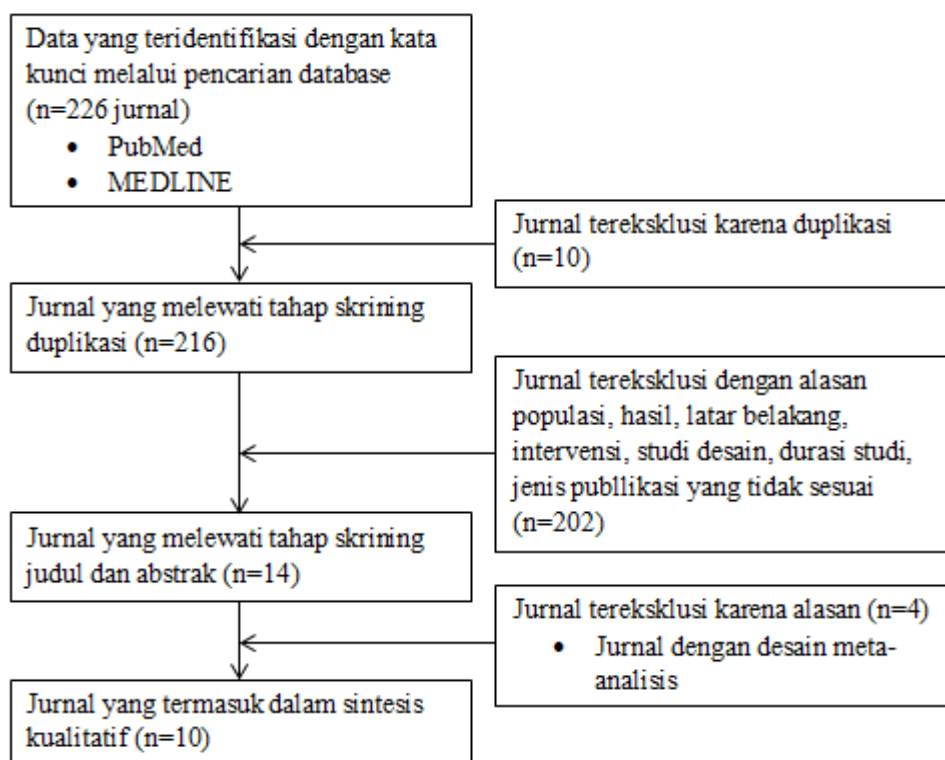 Data yang teridentifikasi dengan kata
kunci melalui pencarian database
(n=226 jurnal)
• PubMed
• MEDLINE
Jurnal tereksklusi karena duplikasi
(n=10)
Jurnal yang melewati tahap skrining
duplikasi (n=216)
Jurnal tereksklusi dengan alasan
populasi, hasil, latar belakang,
intervensi, studi desain, durasi studi,
jenis publlikasi yang tidak sesuai
(n=202)
Jurnal yang melewati tahap skrining
judul dan abstrak (n=14)
Jurnal tereksklusi karena alasan (n=4)
• Jurnal dengan desain meta-
analisis
Jurnal yang termasuk dalam sintesis
kualitatif (n=10)